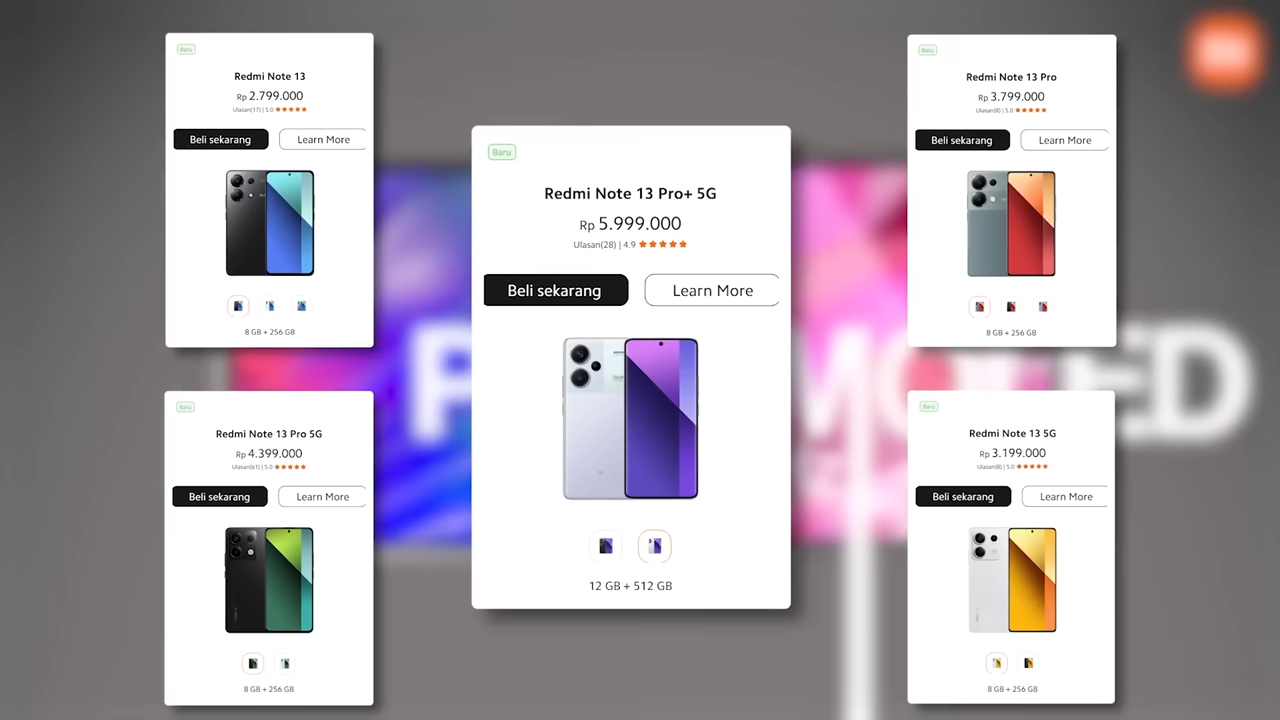 Baru
Redmi Note 13
Rp 2.799.000
Ulasan(17) | 5.0
Beli sekarang
Learn More
8 GB + 256 GB
Baru
Redmi Note 13 Pro 5G
Rp 4.399.000
Ulasan(61) | 5.0
Beli sekarang
Learn More
8 GB + 256 GB
Baru
Redmi Note 13 Pro+ 5G
Rp 5.999.000
Ulasan(28) | 4.9
Beli sekarang
Learn More
12 GB + 512 GB
Baru
Redmi Note 13 Pro
Rp 3.799.000
Ulasan(8) | 5.0
Beli sekarang
Learn More
8 GB + 256 GB
Baru
Redmi Note 13 5G
Rp 3.199.000
Ulasan(8) | 5.0
Beli sekarang
Learn More
8 GB + 256 GB